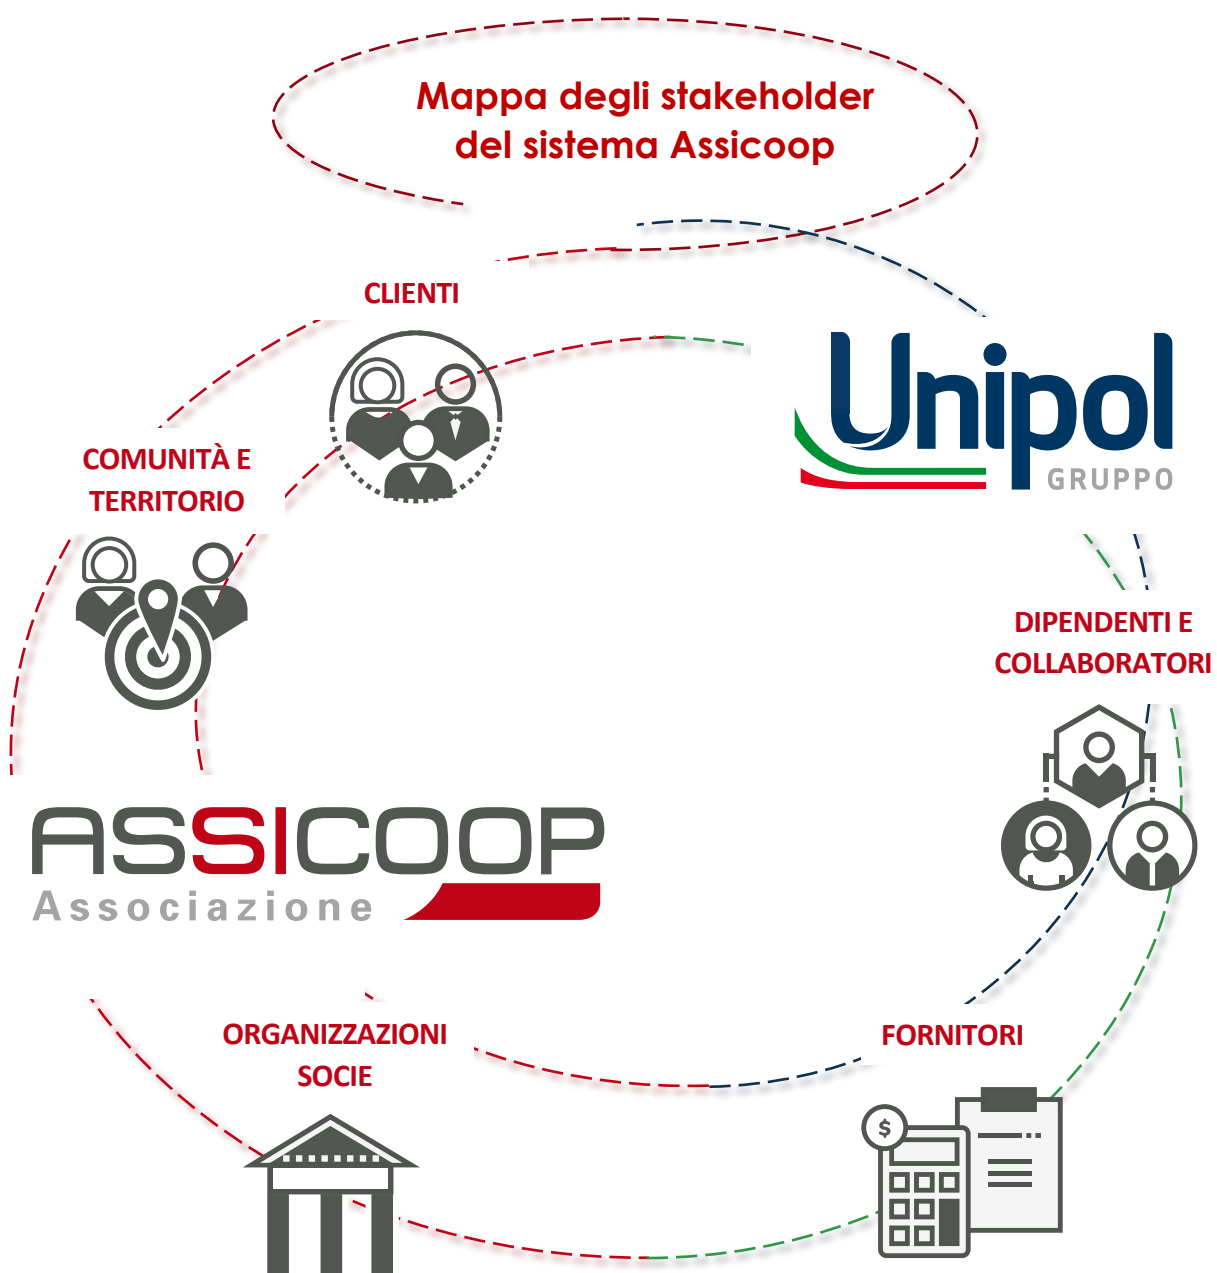 Mappa degli stakeholder
del sistema Assicoop
CLIENTI
Unipol
GRUPPO
COMUNITÀ E
TERRITORIO
DIPENDENTI E
COLLABORATORI
ASSICOOP
Associazione
ORGANIZZAZIONI
SOCIE
FORNITORI
$